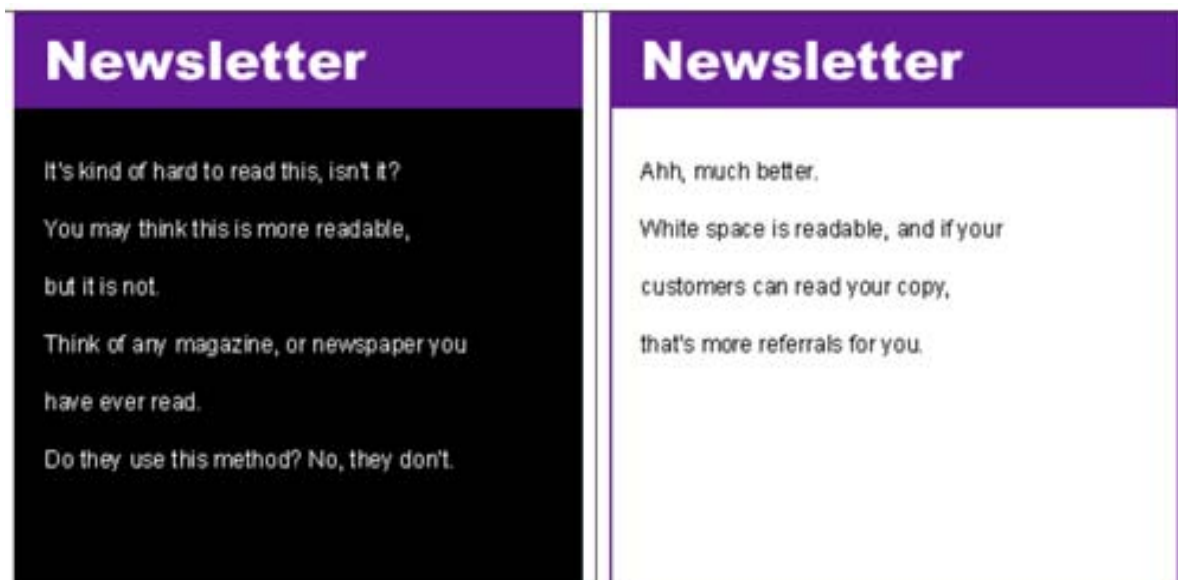 Newsletter
It's kind of hard to read this, isn't it?
You may think this is more readable,
but it is not.
Think of any magazine, or newspaper you
have ever read.
Do they use this method? No, they don't.
Newsletter
Ahh, much better.
White space is readable, and if your
customers can read your copy,
that's more referrals for you.